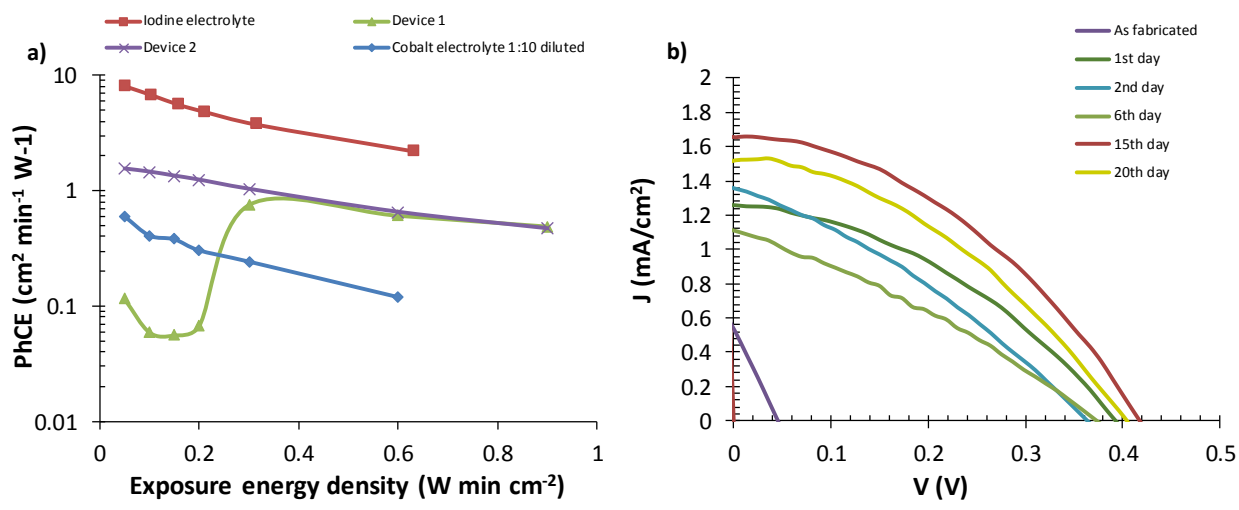 a)
Iodine electrolyte
Device 1
Device 2
Cobalt electrolyte 1:10 diluted
10
1
0.1
0.01
PhCE (cm² min⁻¹ W-1)
0 0.2 0.4 0.6 0.8 1
Exposure energy density (W min cm⁻²)
b)
As fabricated
1st day
2nd day
6th day
15th day
20th day
2
1.8
1.6
1.4
1.2
1
0.8
0.6
0.4
0.2
0
J (mA/cm²)
0 0.1 0.2 0.3 0.4 0.5
V (V)